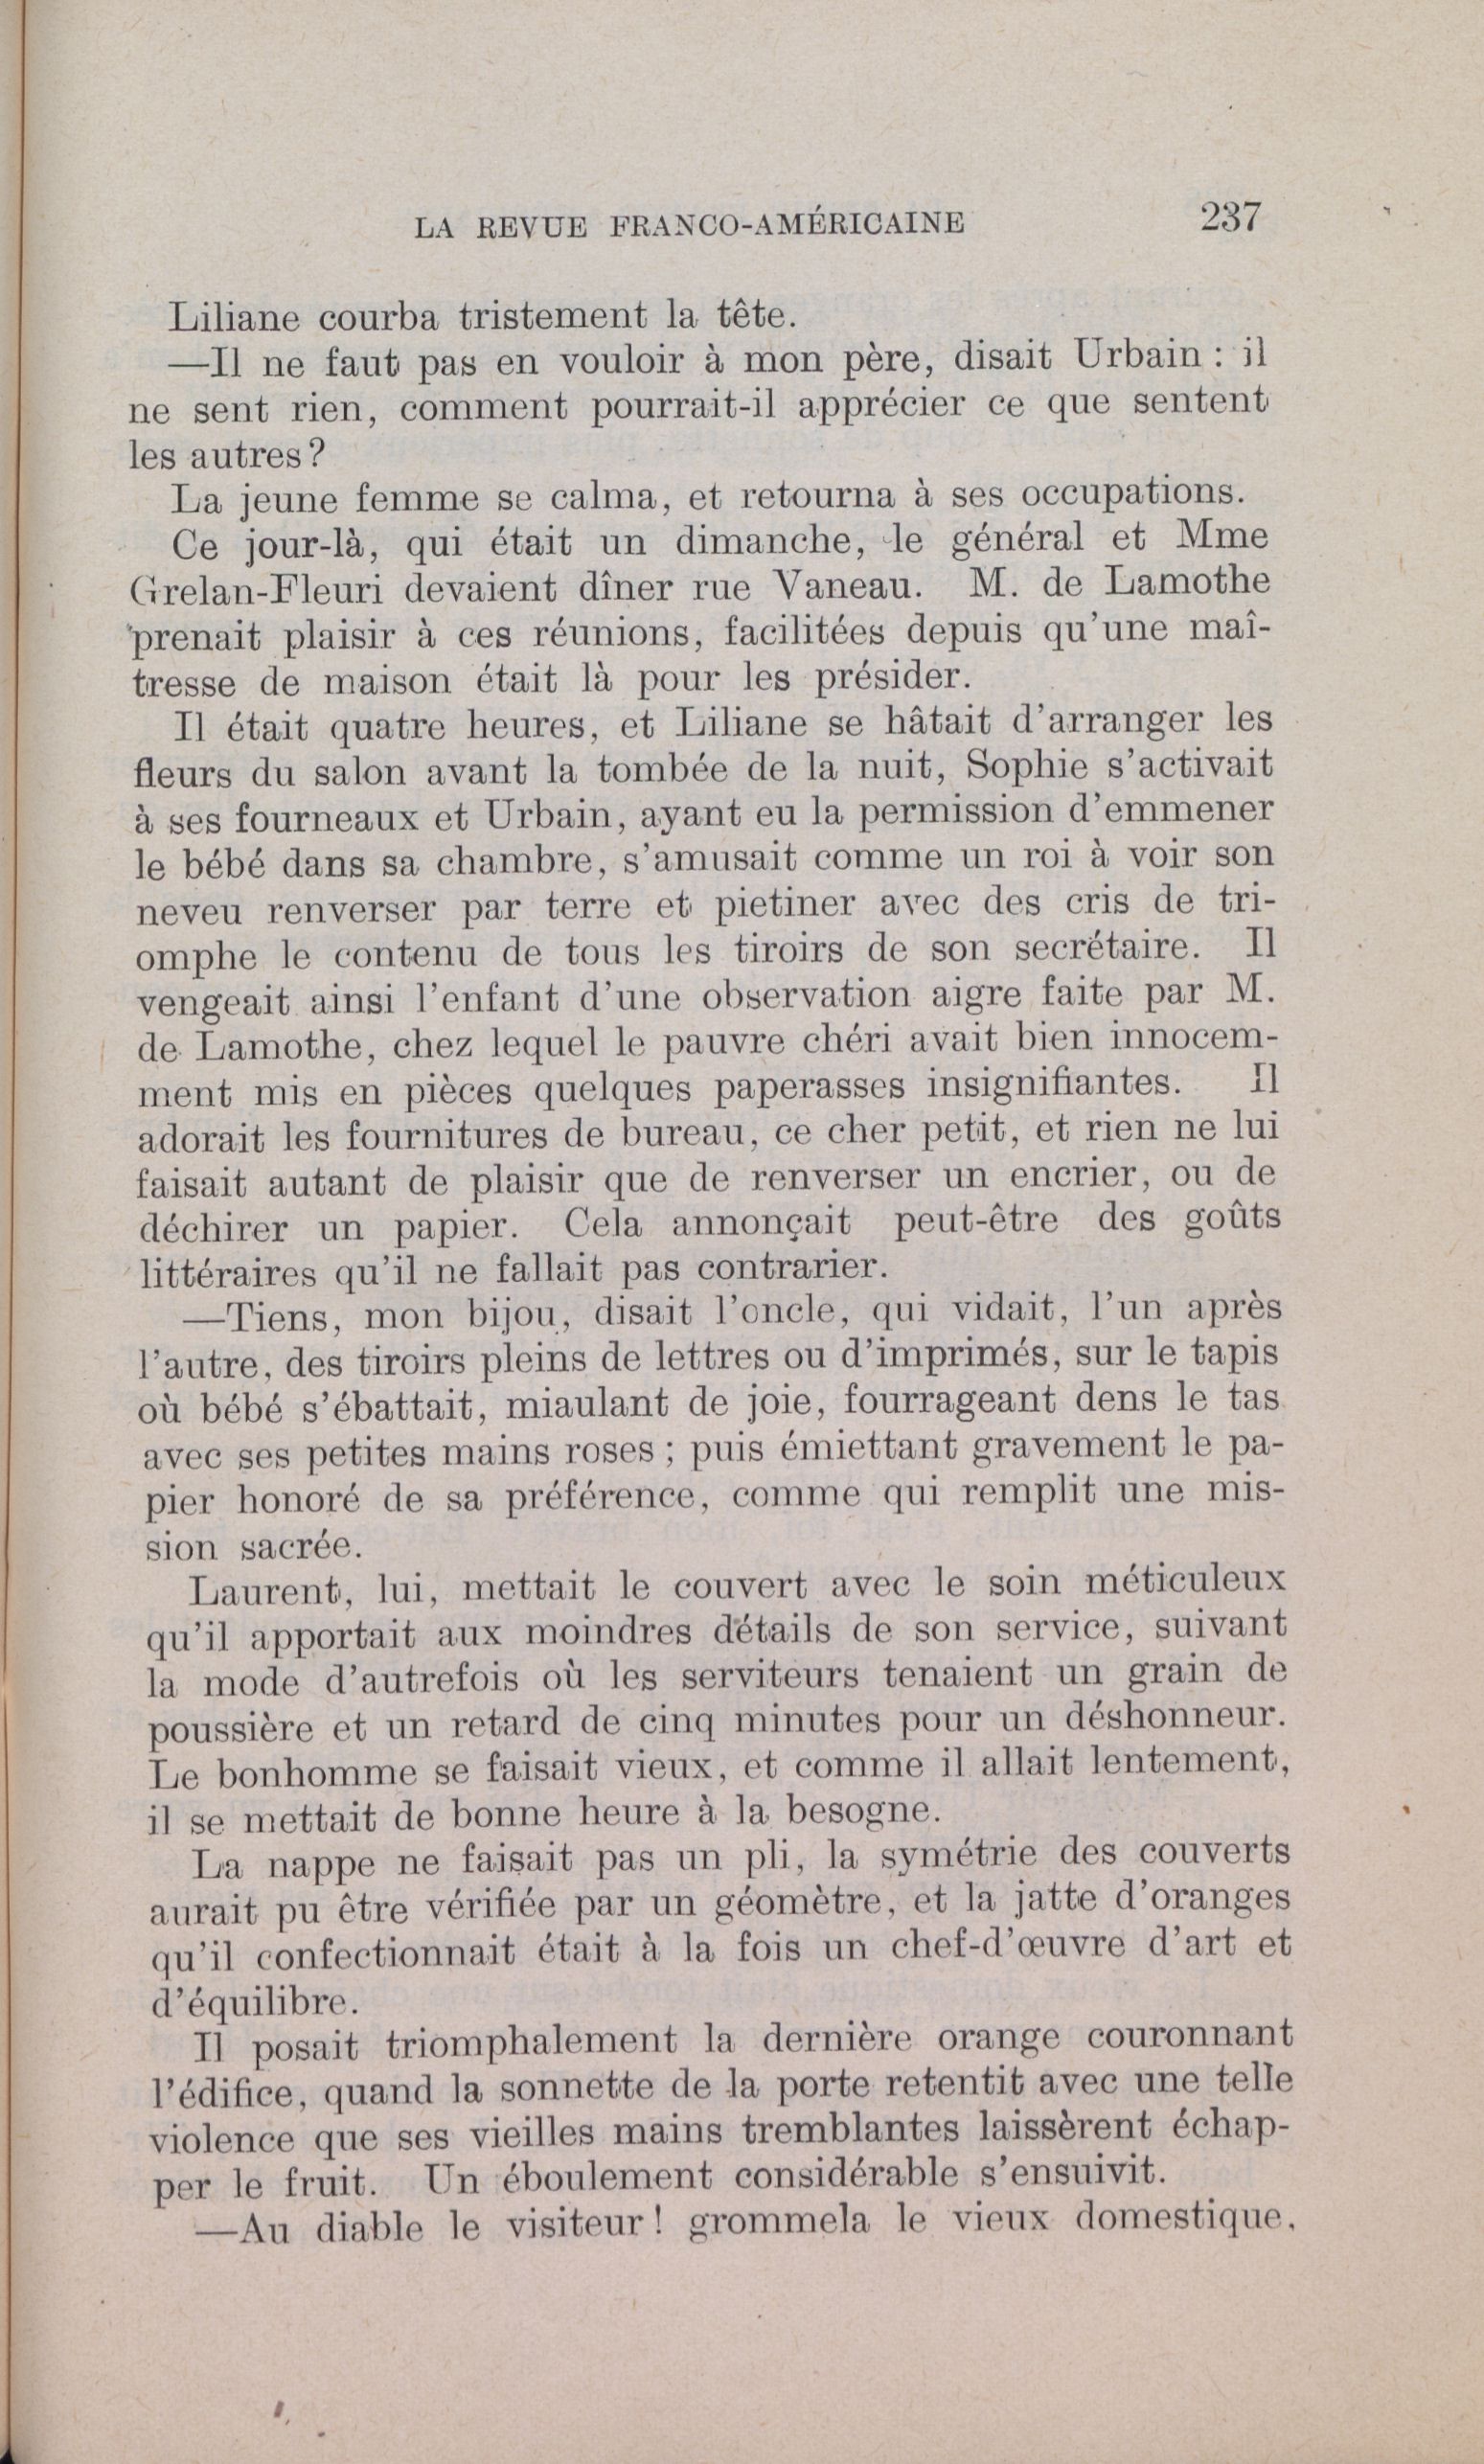 LA REVUE FRANCO-AMÉRICAINE 237
Liliane courba tristement la tête.
—Il ne faut pas en vouloir à mon père, disait Urbain : il
ne sent rien, comment pourrait-il apprécier ce que sentent
les autres?
La jeune femme se calma, et retourna à ses occupations.
Ce jour-là, qui était un dimanche, le général et Mme
Grelan-Fleuri devaient dîner rue Vaneau. M. de Lamothe
prenait plaisir à ces réunions, facilitées depuis qu'une maî-
tresse de maison était là pour les présider.
Il était quatre heures, et Liliane se hâtait d'arranger les
fleurs du salon avant la tombée de la nuit, Sophie s'activait
à ses fourneaux et Urbain, ayant eu la permission d'emmener
le bébé dans sa chambre, s'amusait comme un roi à voir son
neveu renverser par terre et pietiner avec des cris de tri-
omphe le contenu de tous les tiroirs de son secrétaire. Il
vengeait ainsi l'enfant d'une observation aigre faite par M.
de Lamothe, chez lequel le pauvre chéri avait bien innocem-
ment mis en pièces quelques paperasses insignifiantes. Il
adorait les fournitures de bureau, ce cher petit, et rien ne lui
faisait autant de plaisir que de renverser un encrier, ou de
déchirer un papier. Cela annonçait peut-être des goûts
littéraires qu'il ne fallait pas contrarier.
—Tiens, mon bijou, disait l'oncle, qui vidait, l'un après
l'autre, des tiroirs pleins de lettres ou d'imprimés, sur le tapis
où bébé s'ébattait, miaulant de joie, fourrageant dens le tas
avec ses petites mains roses ; puis émiettant gravement le pa-
pier honoré de sa préférence, comme qui remplit une mis-
sion sacrée.
Laurent, lui, mettait le couvert avec le soin méticuleux
qu'il apportait aux moindres détails de son service, suivant
la mode d'autrefois où les serviteurs tenaient un grain de
poussière et un retard de cinq minutes pour un déshonneur.
Le bonhomme se faisait vieux, et comme il allait lentement,
il se mettait de bonne heure à la besogne.
La nappe ne faisait pas un pli, la symétrie des couverts
aurait pu être vérifiée par un géomètre, et la jatte d'oranges
qu'il confectionnait était à la fois un chef-d'œuvre d'art et
d'équilibre.
Il posait triomphalement la dernière orange couronnant
l'édifice, quand la sonnette de la porte retentit avec une telle
violence que ses vieilles mains tremblantes laissèrent échap-
per le fruit. Un éboulement considérable s'ensuivit.
—Au diable le visiteur! grommela le vieux domestique.